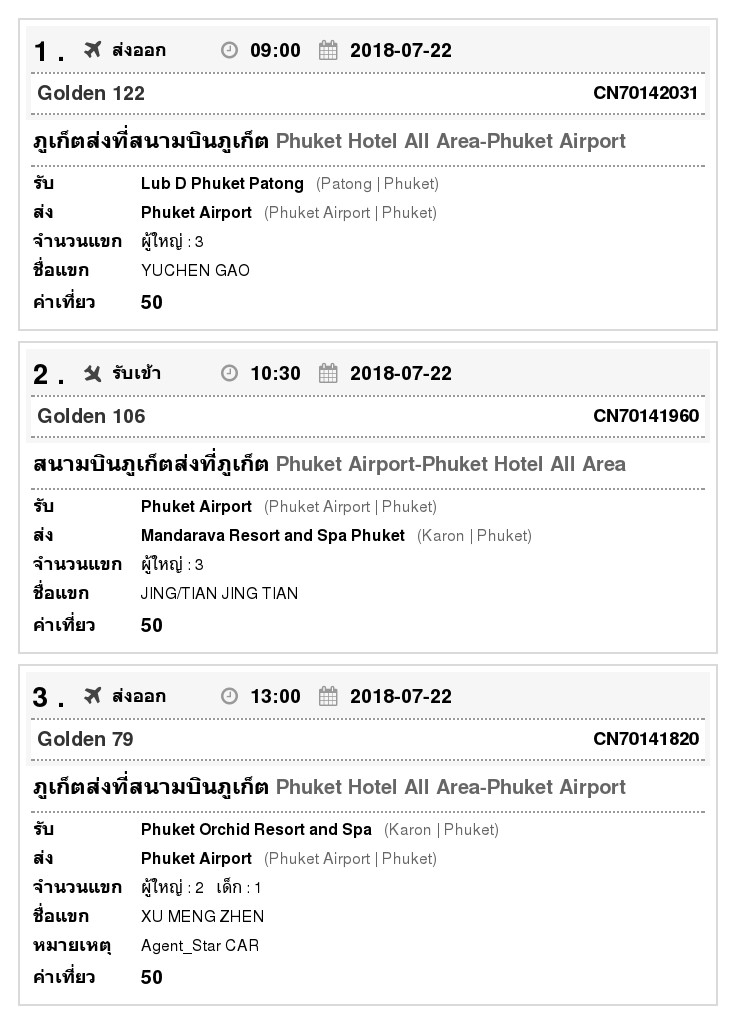 1 . ส่งออก 09:00 2018-07-22
Golden 122 CN70142031
ภูเก็ตส่งที่สนามบินภูเก็ต Phuket Hotel All Area-Phuket Airport
รับ Lub D Phuket Patong (Patong | Phuket)
ส่ง Phuket Airport (Phuket Airport | Phuket)
จำนวนแขก ผู้ใหญ่ : 3
ชื่อแขก YUCHEN GAO
ค่าเที่ยว 50
2 . รับเข้า 10:30 2018-07-22
Golden 106 CN70141960
สนามบินภูเก็ตส่งที่ภูเก็ต Phuket Airport-Phuket Hotel All Area
รับ Phuket Airport (Phuket Airport | Phuket)
ส่ง Mandarava Resort and Spa Phuket (Karon | Phuket)
จำนวนแขก ผู้ใหญ่ : 3
ชื่อแขก JING/TIAN JING TIAN
ค่าเที่ยว 50
3 . ส่งออก 13:00 2018-07-22
Golden 79 CN70141820
ภูเก็ตส่งที่สนามบินภูเก็ต Phuket Hotel All Area-Phuket Airport
รับ Phuket Orchid Resort and Spa (Karon | Phuket)
ส่ง Phuket Airport (Phuket Airport | Phuket)
จำนวนแขก ผู้ใหญ่ : 2 เด็ก : 1
ชื่อแขก XU MENG ZHEN
หมายเหตุ Agent_Star CAR
ค่าเที่ยว 50